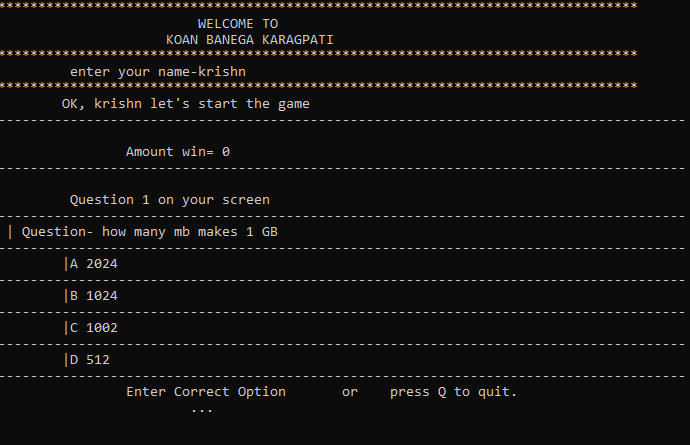 ********************************************************************************
WELCOME TO
KOAN BANEGA KARAGPATI
********************************************************************************
enter your name-krishn
********************************************************************************
OK, krishn let's start the game
--------------------------------------------------------------------------------------
Amount win= 0
--------------------------------------------------------------------------------------
Question 1 on your screen
--------------------------------------------------------------------------------------
| Question- how many mb makes 1 GB
--------------------------------------------------------------------------------------
|A 2024
--------------------------------------------------------------------------------------
|B 1024
--------------------------------------------------------------------------------------
|C 1002
--------------------------------------------------------------------------------------
|D 512
--------------------------------------------------------------------------------------
Enter Correct Option or press Q to quit.
...